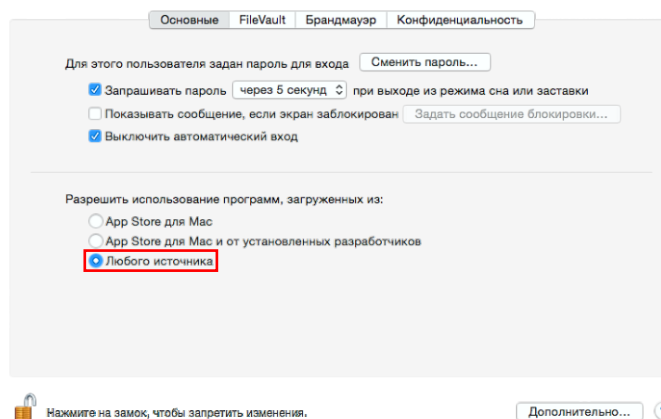 Основные FileVault Брандмауэр Конфиденциальность
Для этого пользователя задан пароль для входа Сменить пароль...
Запрашивать пароль через 5 секунд при выходе из режима сна или заставки
Показывать сообщение, если экран заблокирован Задать сообщение блокировки...
Выключить автоматический вход
Разрешить использование программ, загруженных из:
App Store для Mac
App Store для Mac и от установленных разработчиков
Любого источника
Нажмите на замок, чтобы запретить изменения. Дополнительно...